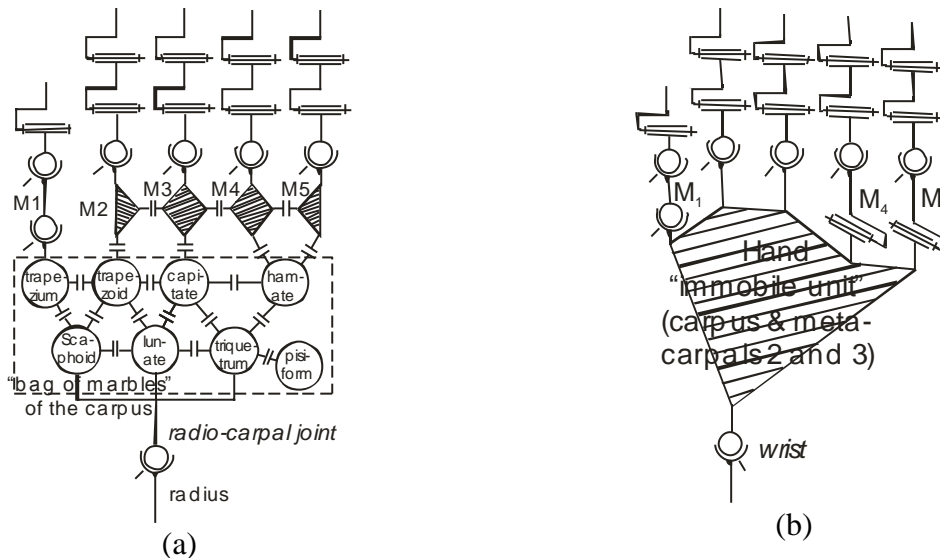 M1
M2
M3
M4
M5
trape-
zium
trape-
zoid
capi-
tate
ham-
ate
Sca-
phoid
lun-
ate
trique-
trum
pisi-
form
“bag of marbles”
of the carpus
radio-carpal joint
radius
(a)
M1
M4
M
Hand
“immobile unit”
(carpus & meta-
carpals 2 and 3)
wrist
(b)